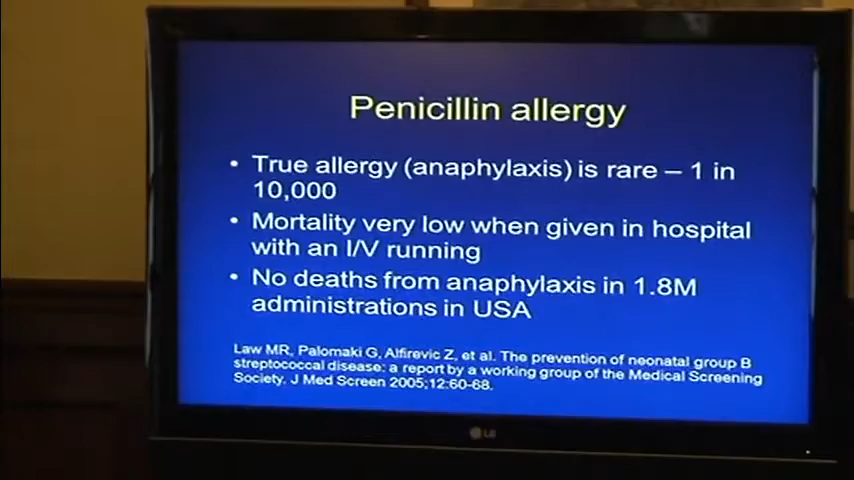 Penicillin allergy
• True allergy (anaphylaxis) is rare – 1 in
10,000
• Mortality very low when given in hospital
with an I/V running
• No deaths from anaphylaxis in 1.8M
administrations in USA
Law MR, Palomaki G, Alfirevic Z, et al. The prevention of neonatal group B
streptococcal disease: a report by a working group of the Medical Screening
Society. J Med Screen 2005;12:60-68.
LG